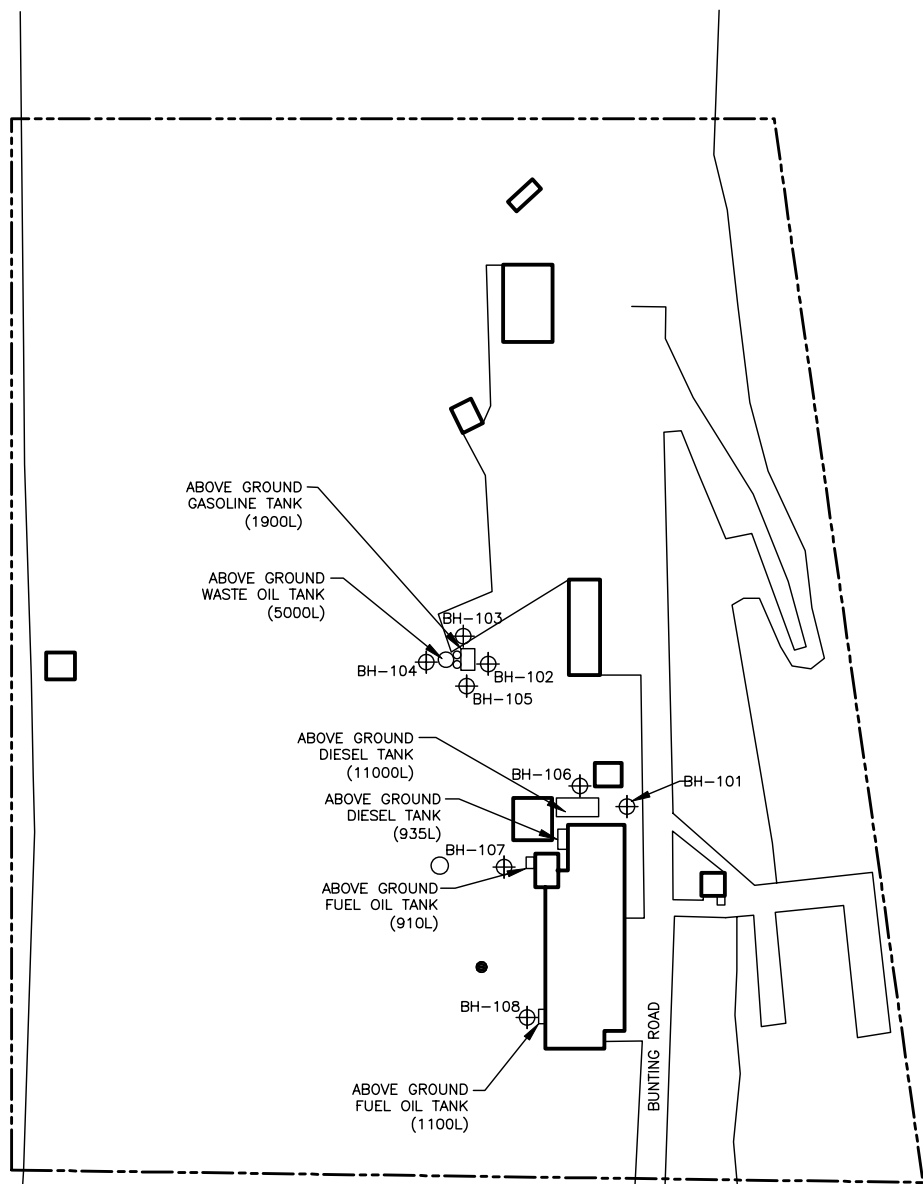 ABOVE GROUND
GASOLINE TANK
(1900L)
ABOVE GROUND
WASTE OIL TANK
(5000L)
BH-103
BH-104
BH-102
BH-105
ABOVE GROUND
DIESEL TANK
(11000L)
BH-106
BH-101
ABOVE GROUND
DIESEL TANK
(935L)
BH-107
ABOVE GROUND
FUEL OIL TANK
(910L)
BH-108
BUNTING ROAD
ABOVE GROUND
FUEL OIL TANK
(1100L)